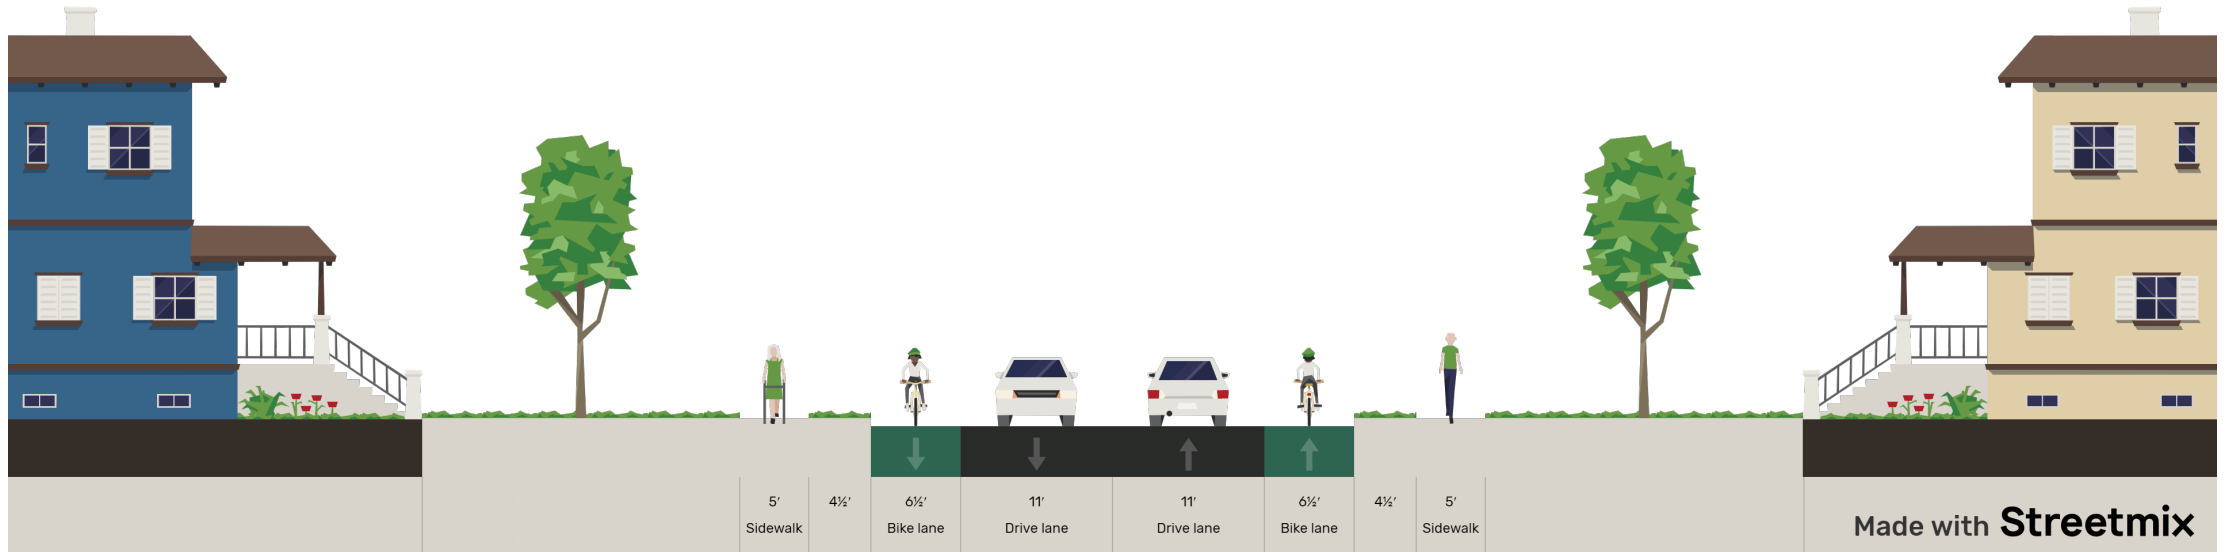 5′ 4½′ 6½′ 11′ 11′ 6½′ 4½′ 5′
Sidewalk Bike lane Drive lane Drive lane Bike lane Sidewalk
Made with Streetmix